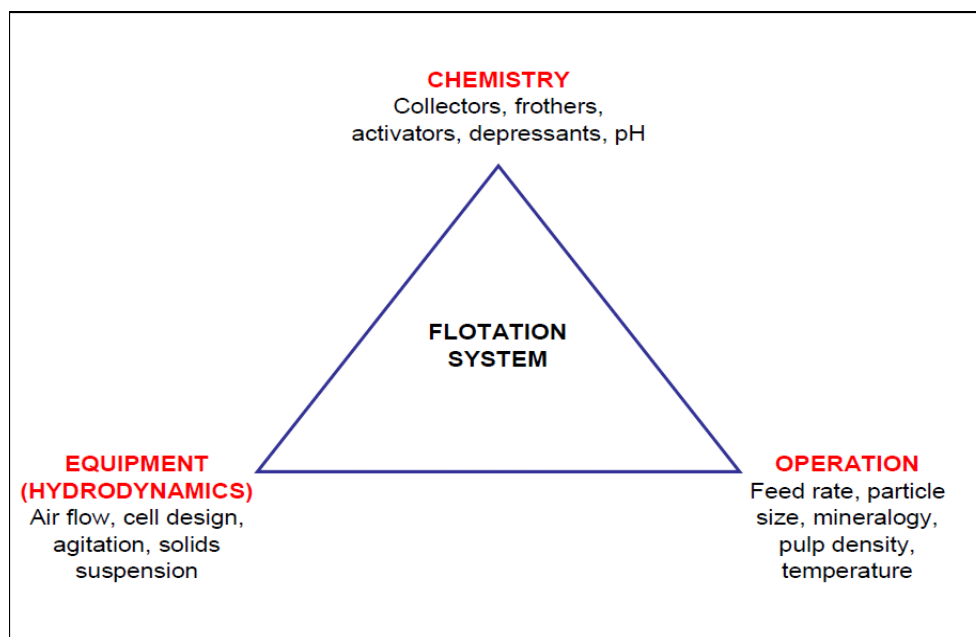 CHEMISTRY
Collectors, frothers,
activators, depressants, pH
FLOTATION
SYSTEM
EQUIPMENT
(HYDRODYNAMICS)
Air flow, cell design,
agitation, solids
suspension
OPERATION
Feed rate, particle
size, mineralogy,
pulp density,
temperature